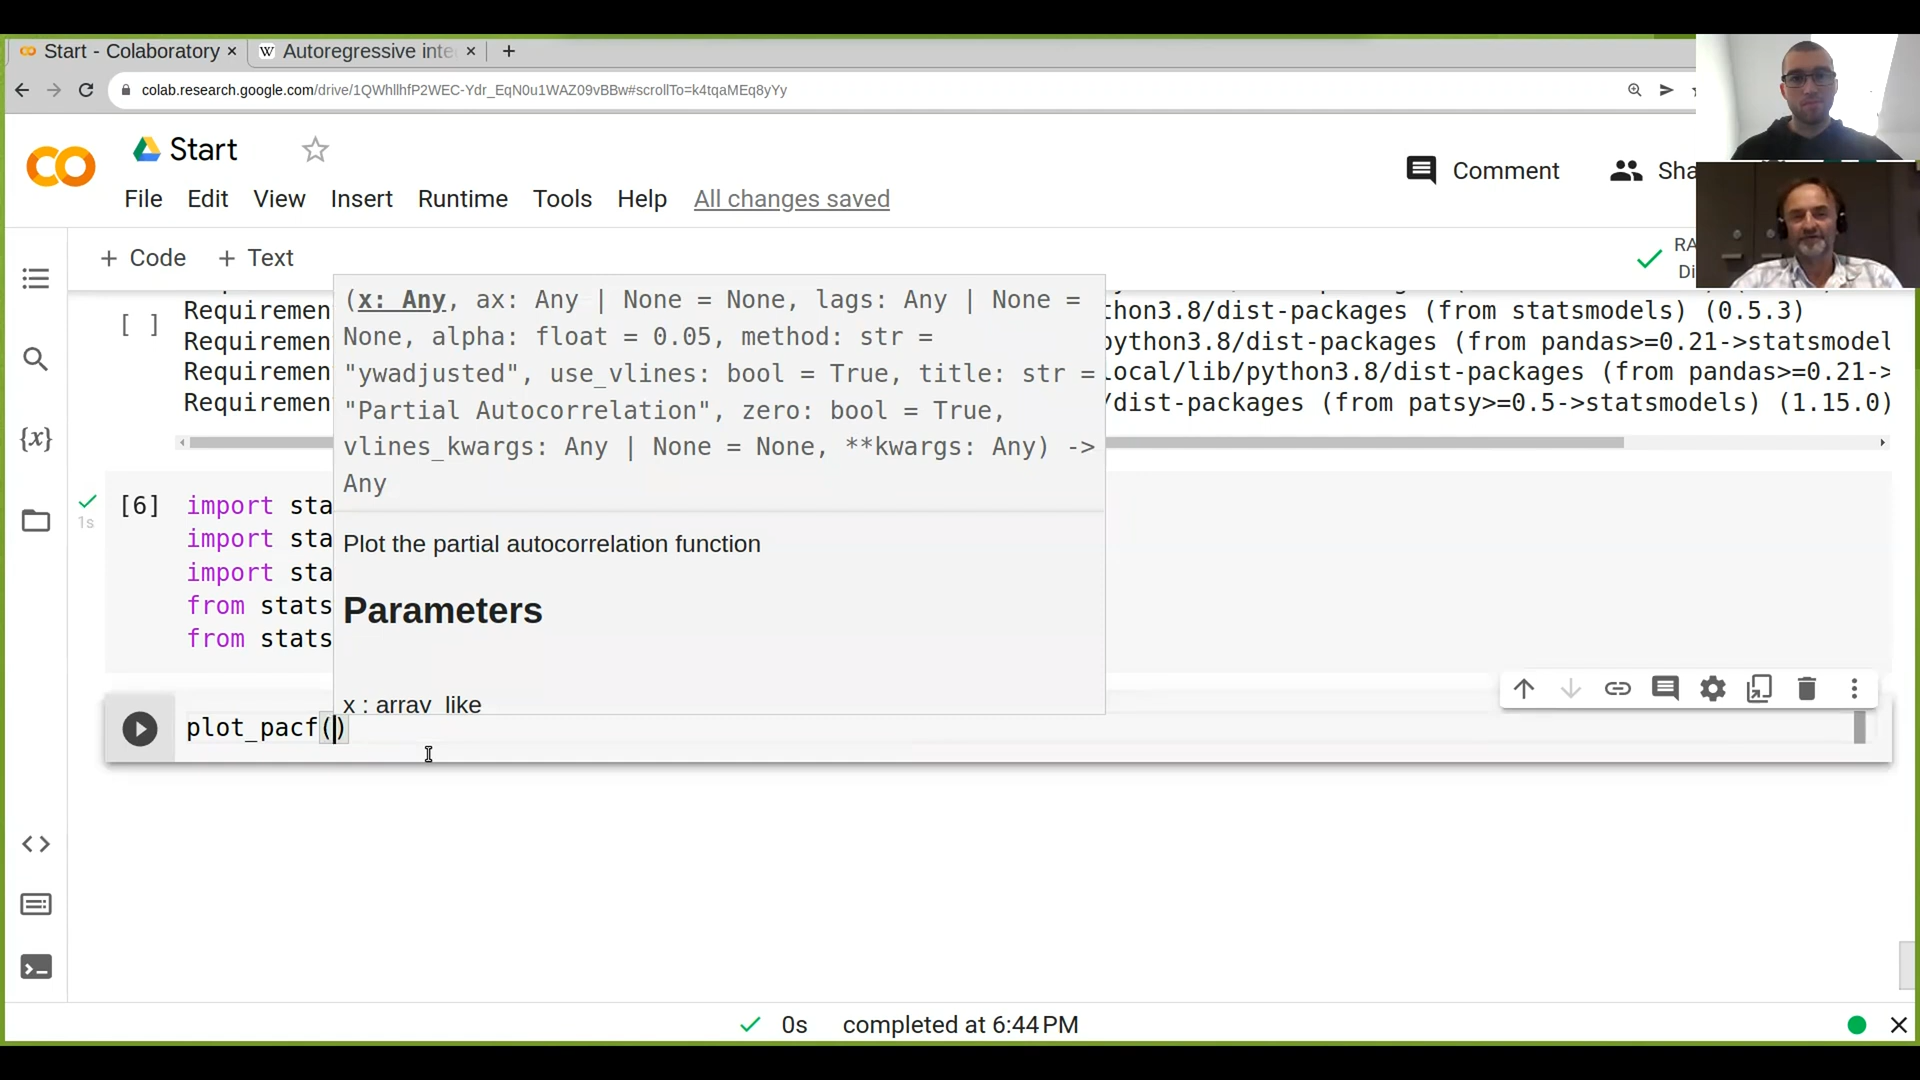 Start - Colaboratory
Autoregressive inte
colab.research.google.com/drive/1QWhllhfP2WEC-Ydr_EqN0u1WAZ09vBBw#scrollTo=k4tqaMEq8yYy
Start
Comment
Sha
File Edit View Insert Runtime Tools Help All changes saved
+ Code + Text
RA
Di
(x: Any, ax: Any | None = None, lags: Any | None =
None, alpha: float = 0.05, method: str =
"ywadjusted", use_vlines: bool = True, title: str =
"Partial Autocorrelation", zero: bool = True,
vlines_kwargs: Any | None = None, **kwargs: Any) ->
Any
[ ] Requiremen thon3.8/dist-packages (from statsmodels) (0.5.3)
Requiremen python3.8/dist-packages (from pandas>=0.21->statsmodel
Requiremen local/lib/python3.8/dist-packages (from pandas>=0.21->
Requiremen /dist-packages (from patsy>=0.5->statsmodels) (1.15.0)
1s
[6] import sta
import sta
import sta
from stats
from stats
Plot the partial autocorrelation function
Parameters
x : array_like
plot_pacf()
0s completed at 6:44 PM